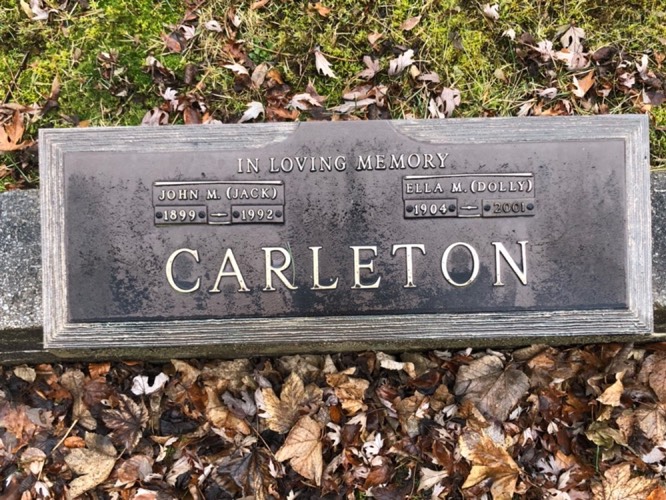 IN LOVING MEMORY
JOHN M. (JACK)
1899 – 1992
ELLA M. (DOLLY)
1904 – 2001
CARLETON